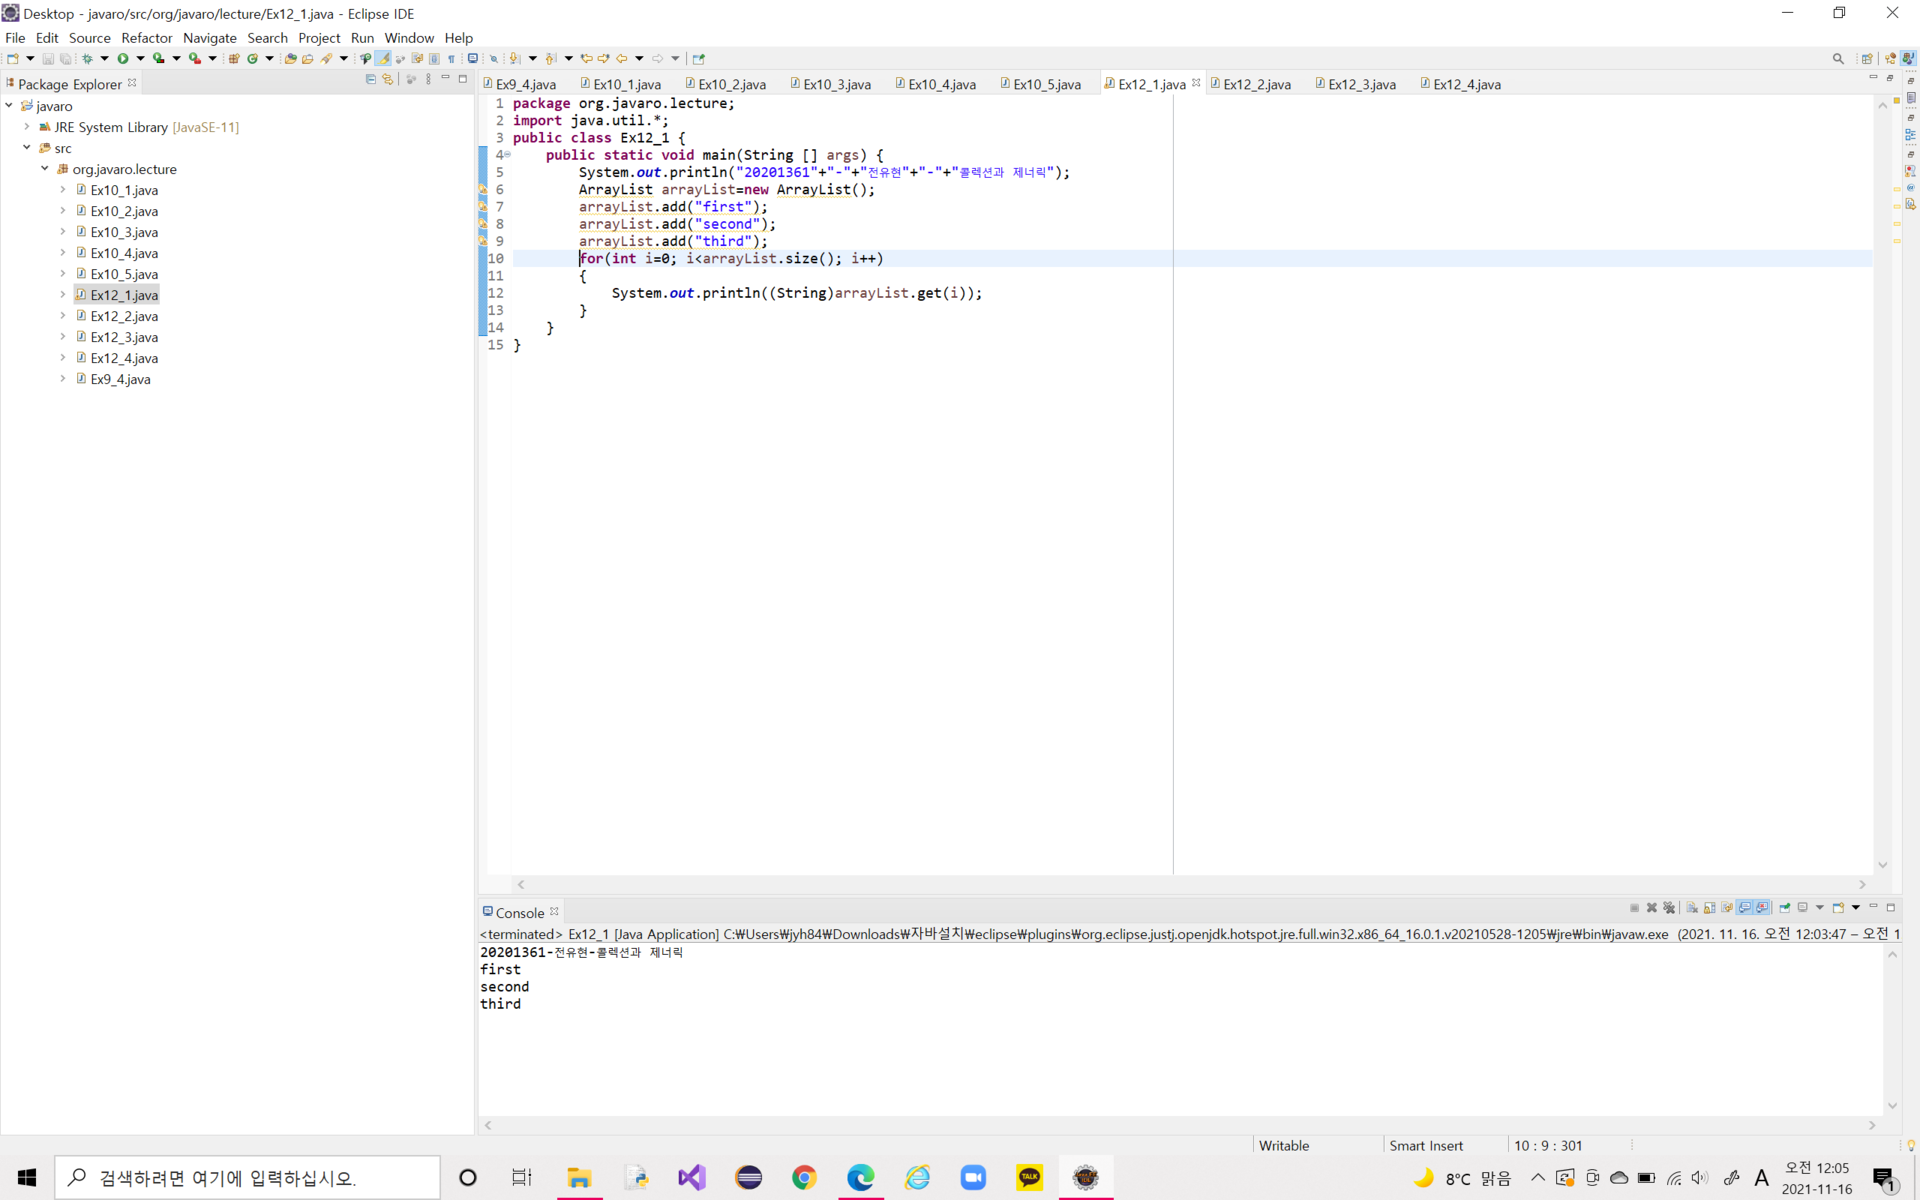 Desktop - javaro/src/org/javaro/lecture/Ex12_1.java - Eclipse IDE
File Edit Source Refactor Navigate Search Project Run Window Help
Package Explorer
javaro
JRE System Library [JavaSE-11]
src
org.javaro.lecture
Ex10_1.java
Ex10_2.java
Ex10_3.java
Ex10_4.java
Ex10_5.java
Ex12_1.java
Ex12_2.java
Ex12_3.java
Ex12_4.java
Ex9_4.java
Ex9_4.java Ex10_1.java Ex10_2.java Ex10_3.java Ex10_4.java Ex10_5.java Ex12_1.java Ex12_2.java Ex12_3.java Ex12_4.java
1 package org.javaro.lecture;
2 import java.util.*;
3 public class Ex12_1 {
4 public static void main(String [] args) {
5 System.out.println("20201361"+"-"+"전유현"+"-"+"콜렉션과 제너릭");
6 ArrayList arrayList=new ArrayList();
7 arrayList.add("first");
8 arrayList.add("second");
9 arrayList.add("third");
10 for(int i=0; i<arrayList.size(); i++)
11 {
12 System.out.println((String)arrayList.get(i));
13 }
14 }
15 }
Console
<terminated> Ex12_1 [Java Application] C:₩Users₩jyh84₩Downloads₩자바설치₩eclipse₩plugins₩org.eclipse.justj.openjdk.hotspot.jre.full.win32.x86_64_16.0.1.v20210528-1205₩jre₩bin₩javaw.exe (2021. 11. 16. 오전 12:03:47 – 오전 1
20201361-전유현-콜렉션과 제너릭
first
second
third
Writable Smart Insert 10 : 9 : 301
검색하려면 여기에 입력하십시오.
TALK
8°C 맑음
A
오전 12:05
2021-11-16
1